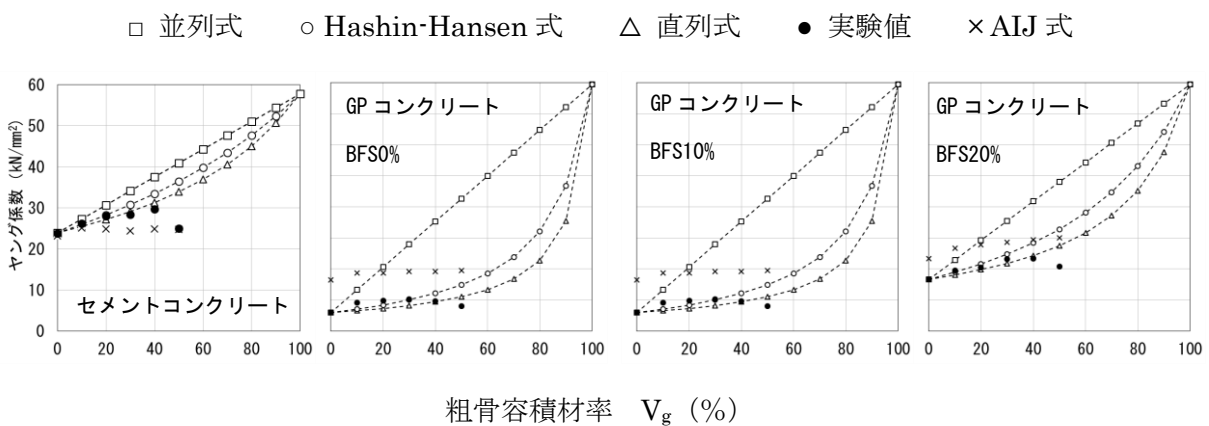 □ 並列式 ○ Hashin-Hansen 式 △ 直列式 ● 実験値 ×AIJ 式
ヤング係数 (kN/mm²)
60
50
40
30
20
10
0
セメントコンクリート
0 20 40 60 80 100
GP コンクリート
BFS0%
0 20 40 60 80 100
GP コンクリート
BFS10%
0 20 40 60 80 100
GP コンクリート
BFS20%
0 20 40 60 80 100
粗骨容積材率 Vg (%)